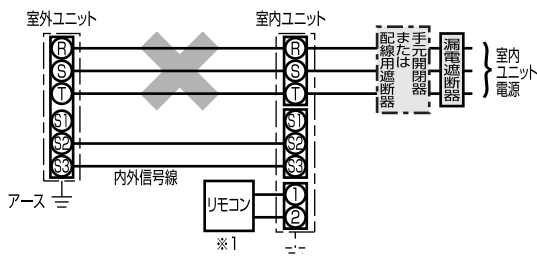 室外ユニット
室内ユニット
R
S
T
S1
S2
S3
R
S
T
S1
S2
S3
1
2
手元開閉器
または
配線用遮断器
漏電遮断器
室内
ユニット
電源
内外信号線
アース
リモコン
※1